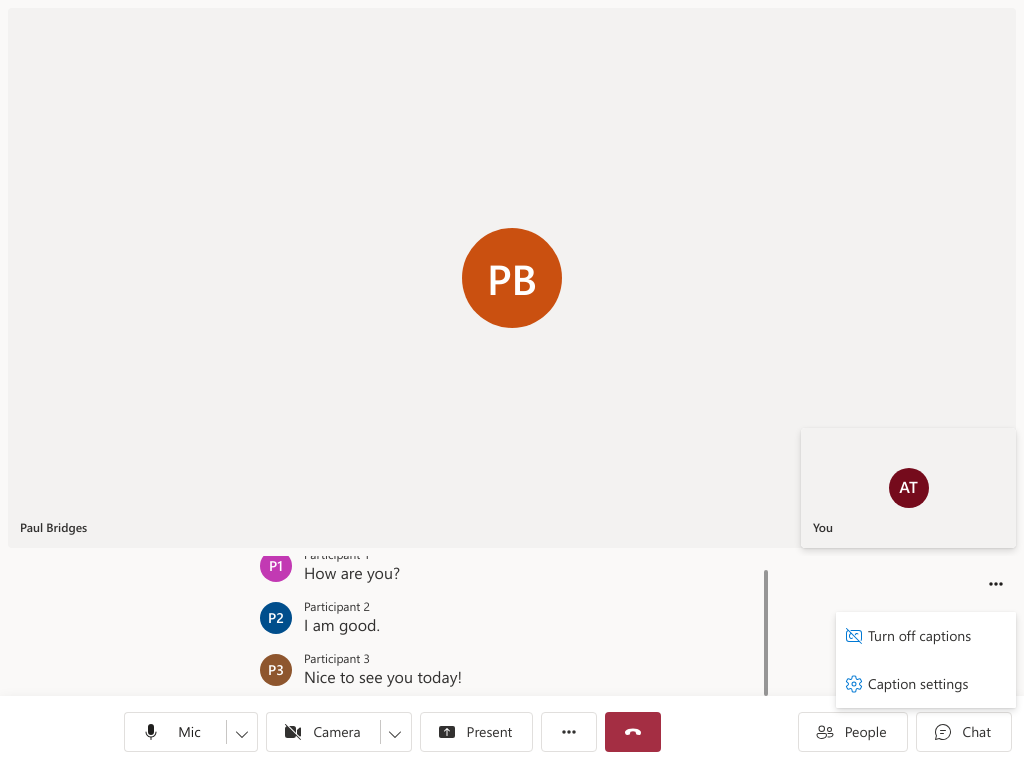 PB
Paul Bridges
AT
You
P1
Participant 1
How are you?
P2
Participant 2
I am good.
P3
Participant 3
Nice to see you today!
Turn off captions
Caption settings
Mic
Camera
Present
People
Chat